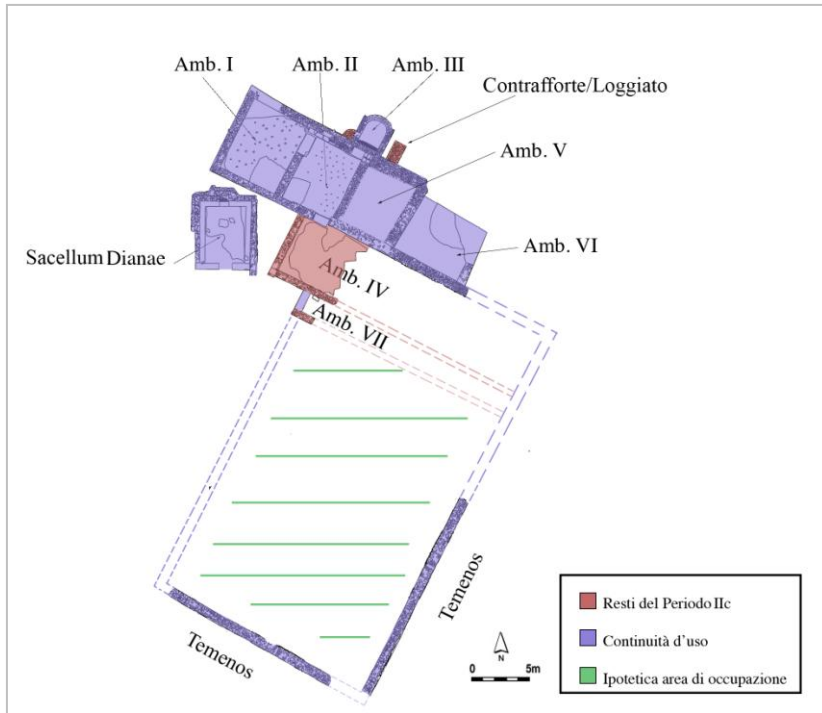 Amb. I
Amb. II
Amb. III
Contrafforte/Loggiato
Amb. V
Amb. VI
Sacellum Dianae
Amb. IV
Amb. VII
Temenos
Temenos
N
0 5m
Resti del Periodo IIc
Continuità d'uso
Ipotetica area di occupazione